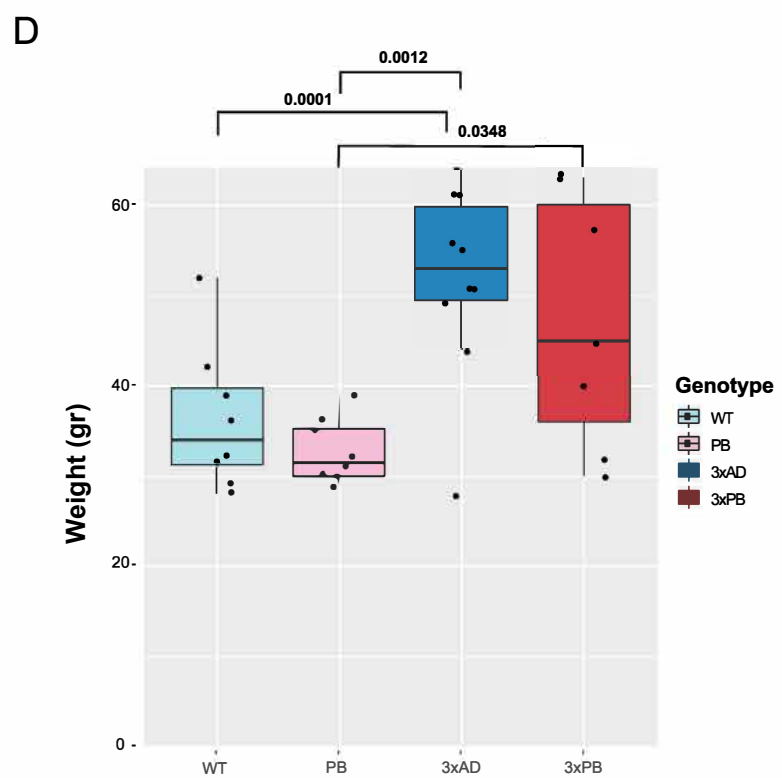 D
0.0012
0.0001
0.0348
60-
40-
20-
0 -
Weight (gr)
WT
PB
3xAD
3xPB
Genotype
WT
PB
3xAD
3xPB